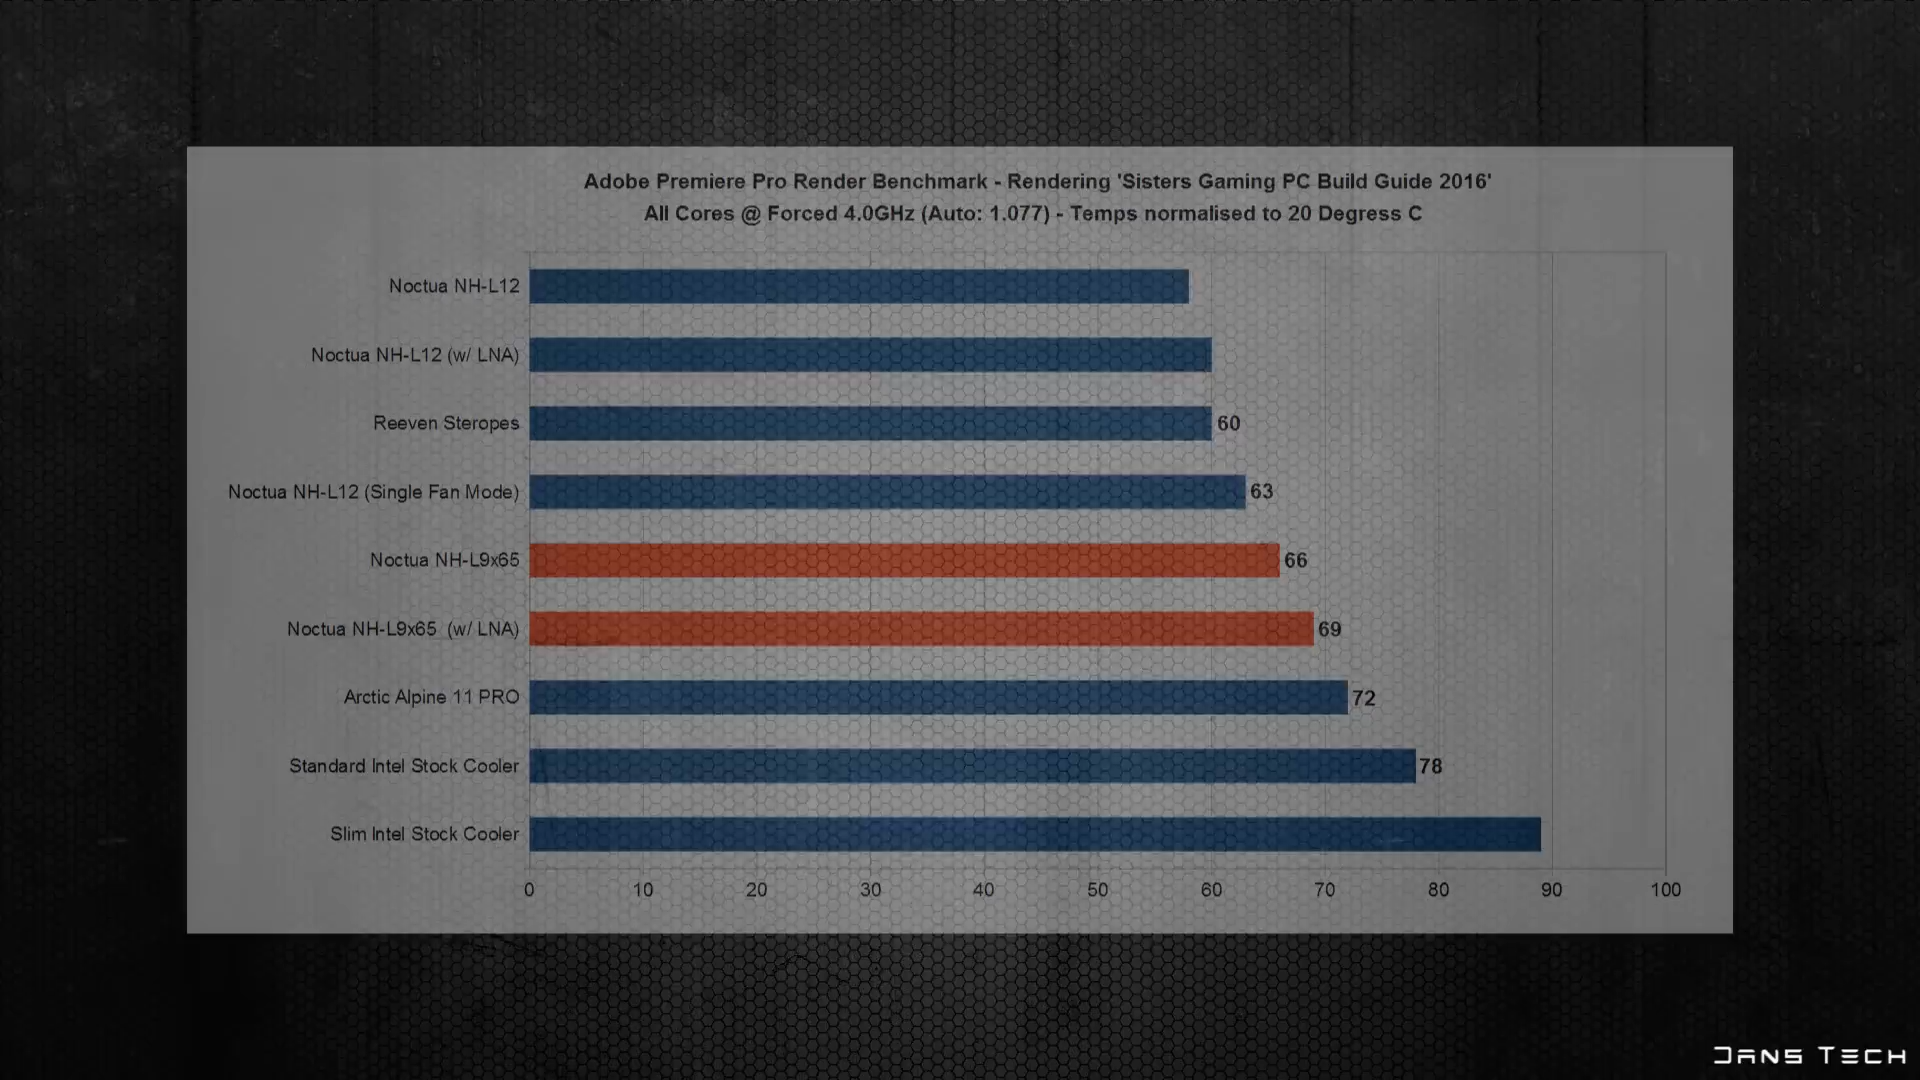 Adobe Premiere Pro Render Benchmark - Rendering 'Sisters Gaming PC Build Guide 2016'
All Cores @ Forced 4.0GHz (Auto: 1.077) - Temps normalised to 20 Degress C
Noctua NH-L12
Noctua NH-L12 (w/ LNA)
Reeven Steropes 60
Noctua NH-L12 (Single Fan Mode) 63
Noctua NH-L9x65 66
Noctua NH-L9x65 (w/ LNA) 69
Arctic Alpine 11 PRO 72
Standard Intel Stock Cooler 78
Slim Intel Stock Cooler
0 10 20 30 40 50 60 70 80 90 100
JANS TECH